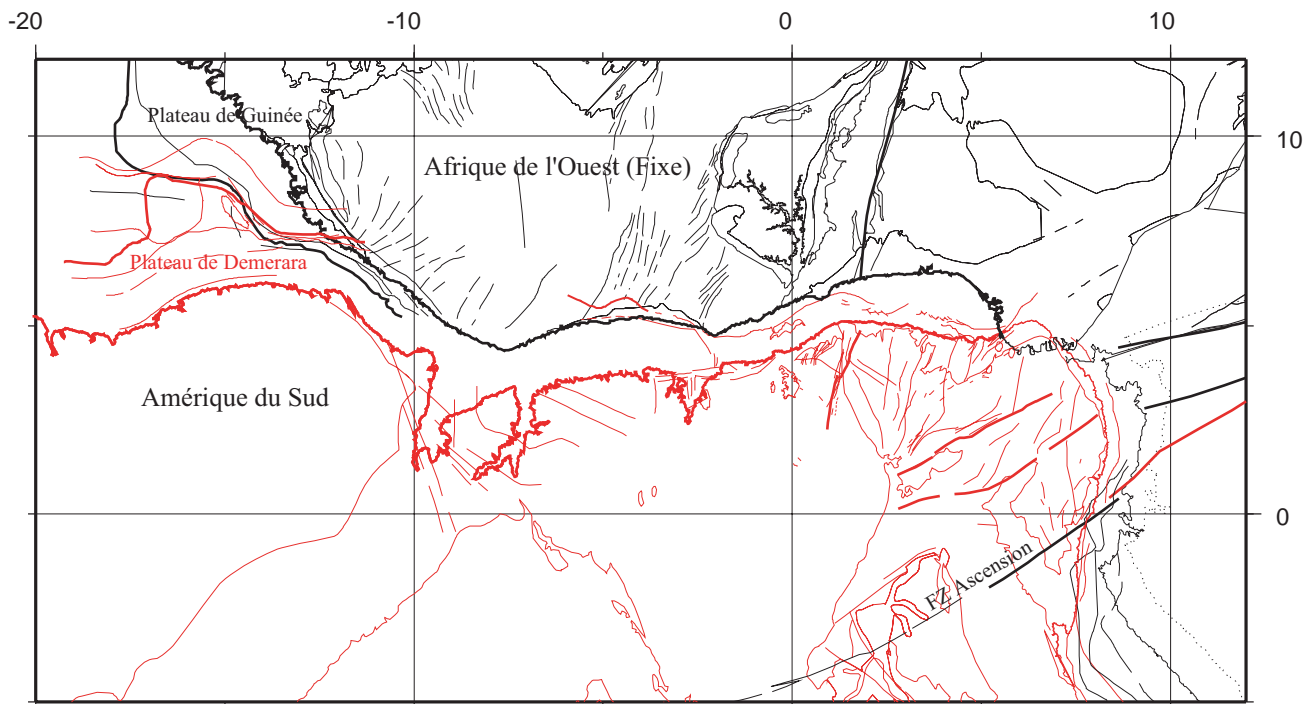 -20 -10 0 10
Plateau de Guinée
10
Afrique de l'Ouest (Fixe)
Plateau de Demerara
Amérique du Sud
0
FZ Ascension